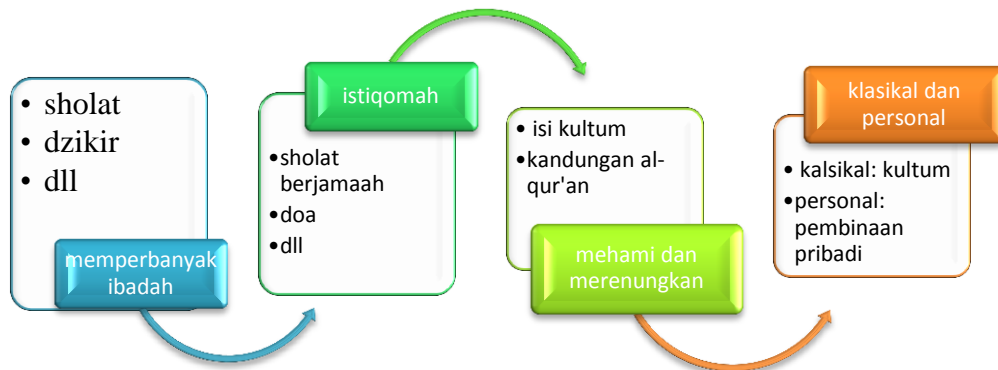 • sholat
• dzikir
• dll
memperbanyak
ibadah
istiqomah
•sholat
berjamaah
•doa
•dll
• isi kultum
•kandungan al-
qur'an
mehami dan
merenungkan
klasikal dan
personal
• kalsikal: kultum
•personal:
pembinaan
pribadi